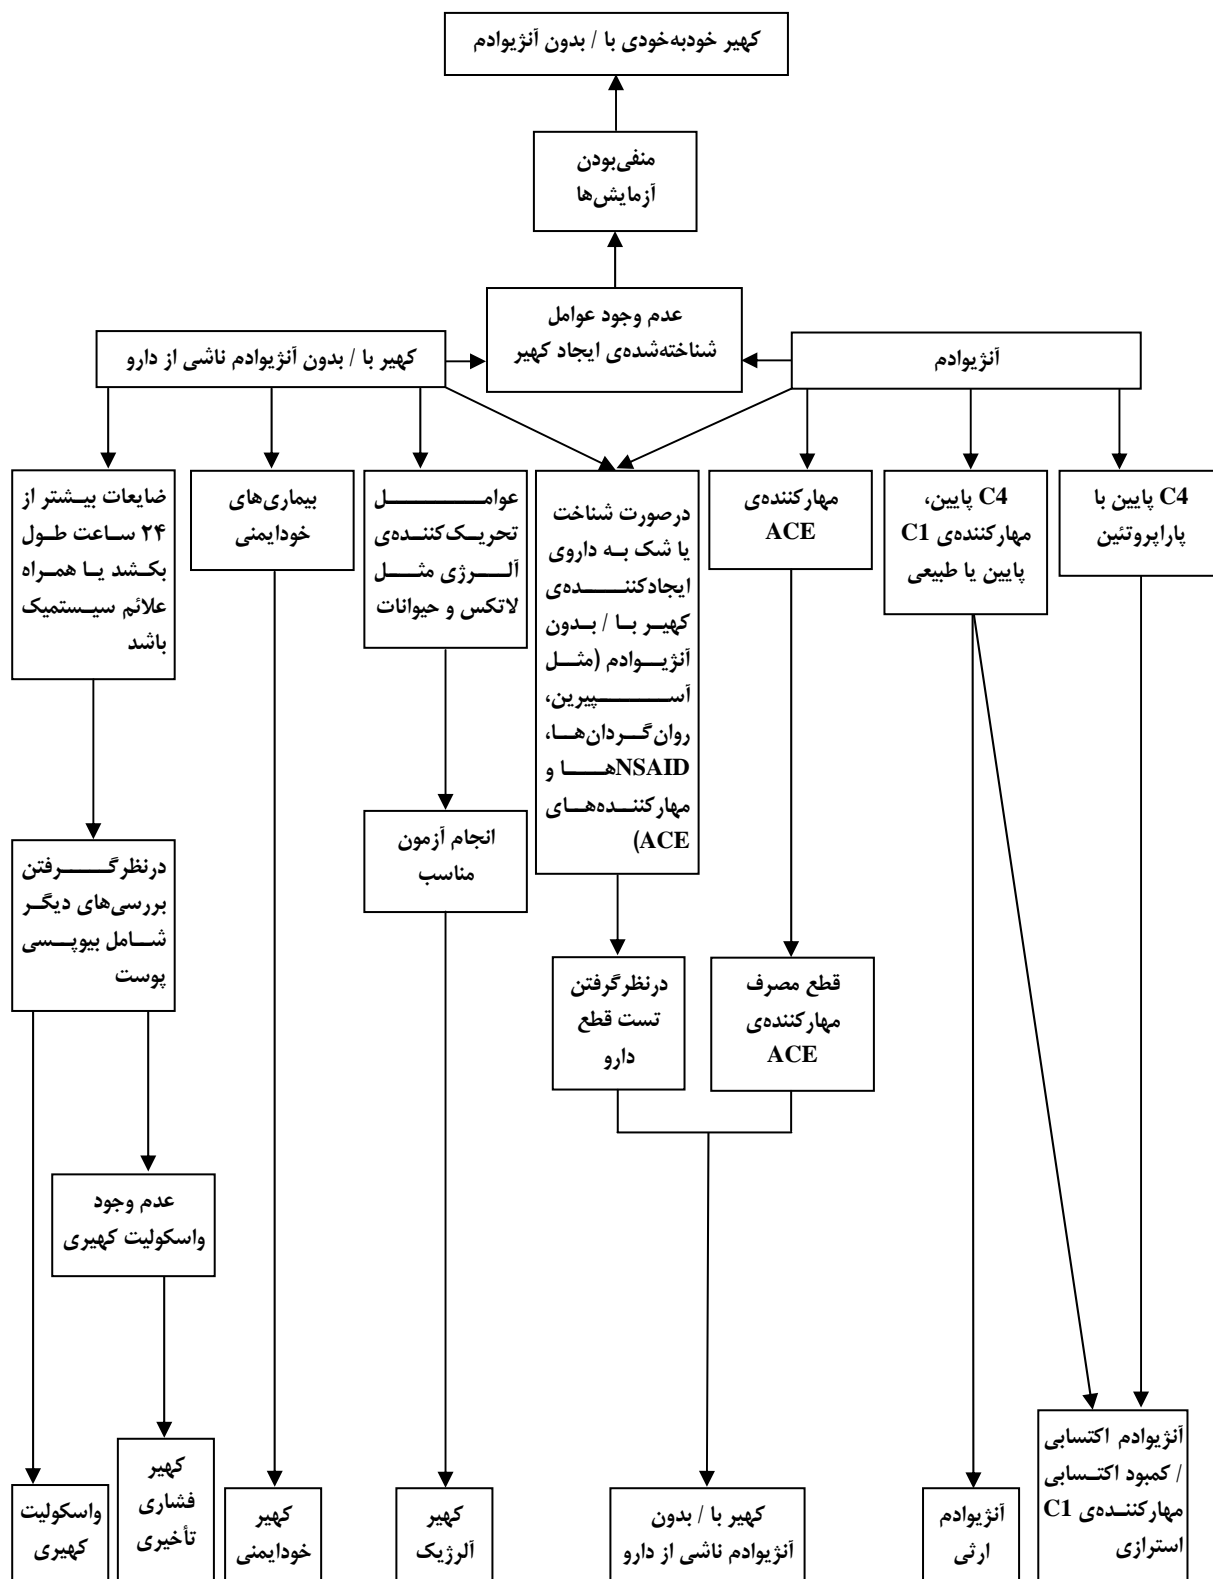 کهیر خودبه‌خودی با / بدون آنژیوادم
منفی‌بودن
آزمایش‌ها
عدم وجود عوامل
شناخته‌شده‌ی ایجاد کهیر
آنژیوادم
کهیر با / بدون آنژیوادم ناشی از دارو
C4 پایین با
پاراپروتئین
C4 پایین،
مهارکننده‌ی C1
پایین یا طبیعی
مهارکننده‌ی
ACE
درصورت شناخت
یا شک به داروی
ایجادکننده‌ی
کهیر با / بدون
آنژیوادم (مثل
آسپیرین،
روان‌گردان‌ها،
NSAIDها و
مهارکننده‌های
ACE)
عوامل
تحریک‌کننده‌ی
آلرژی مثل
لاتکس و حیوانات
بیماری‌های
خودایمنی
ضایعات بیشتر از
۲۴ ساعت طول
بکشد یا همراه
علائم سیستمیک
باشد
انجام آزمون
مناسب
درنظرگرفتن
بررسی‌های دیگر
شامل بیوپسی
پوست
قطع مصرف
مهارکننده‌ی
ACE
درنظرگرفتن
تست قطع
دارو
عدم وجود
واسکولیت کهیری
آنژیوادم اکتسابی
/ کمبود اکتسابی
مهارکننده‌ی C1
استرازی
آنژیوادم
ارثی
کهیر با / بدون
آنژیوادم ناشی از دارو
کهیر
آلرژیک
کهیر
خودایمنی
کهیر
فشاری
تأخیری
واسکولیت
کهیری